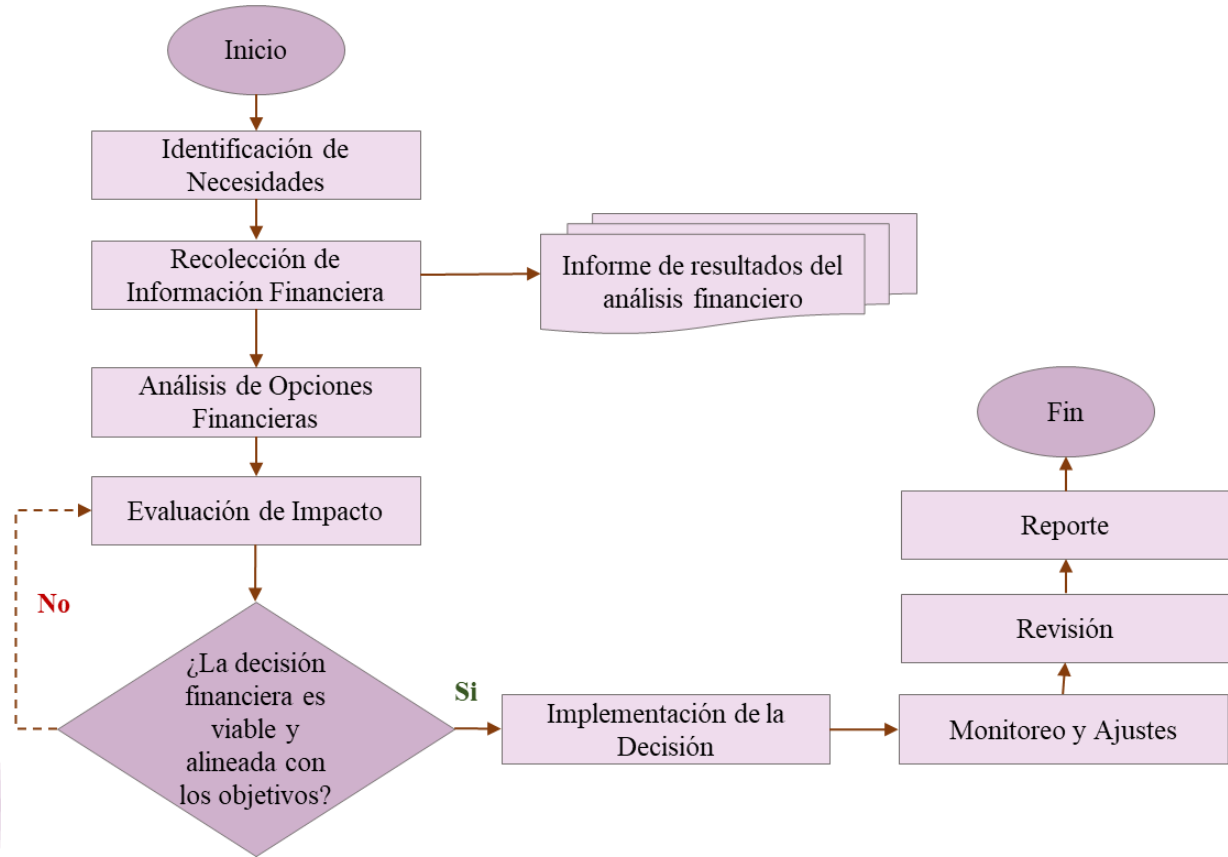 Inicio
Identificación de
Necesidades
Recolección de
Información Financiera
Informe de resultados del
análisis financiero
Análisis de Opciones
Financieras
Evaluación de Impacto
No
¿La decisión
financiera es
viable y
alineada con
los objetivos?
Si
Implementación de la
Decisión
Monitoreo y Ajustes
Revisión
Reporte
Fin